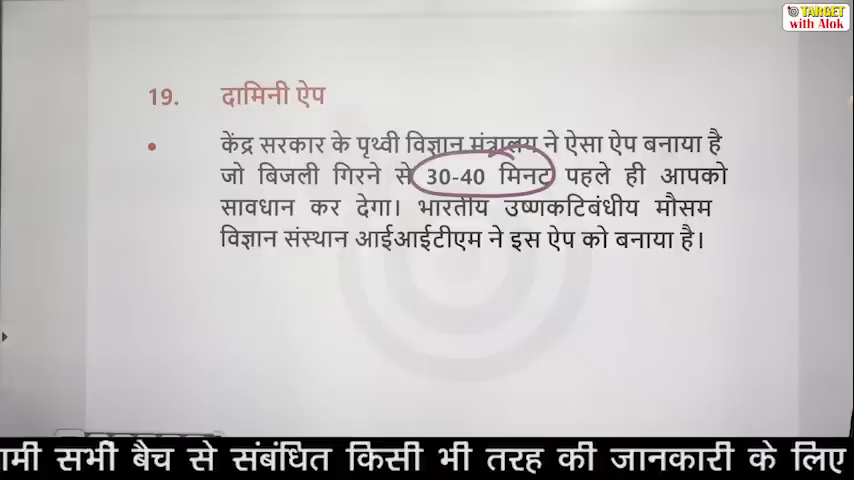 TARGET
with Alok
19. दामिनी ऐप
• केंद्र सरकार के पृथ्वी विज्ञान मंत्रालय ने ऐसा ऐप बनाया है
जो बिजली गिरने से 30-40 मिनट पहले ही आपको
सावधान कर देगा। भारतीय उष्णकटिबंधीय मौसम
विज्ञान संस्थान आईआईटीएम ने इस ऐप को बनाया है।
सभी बैच से संबंधित किसी भी तरह की जानकारी के लिए